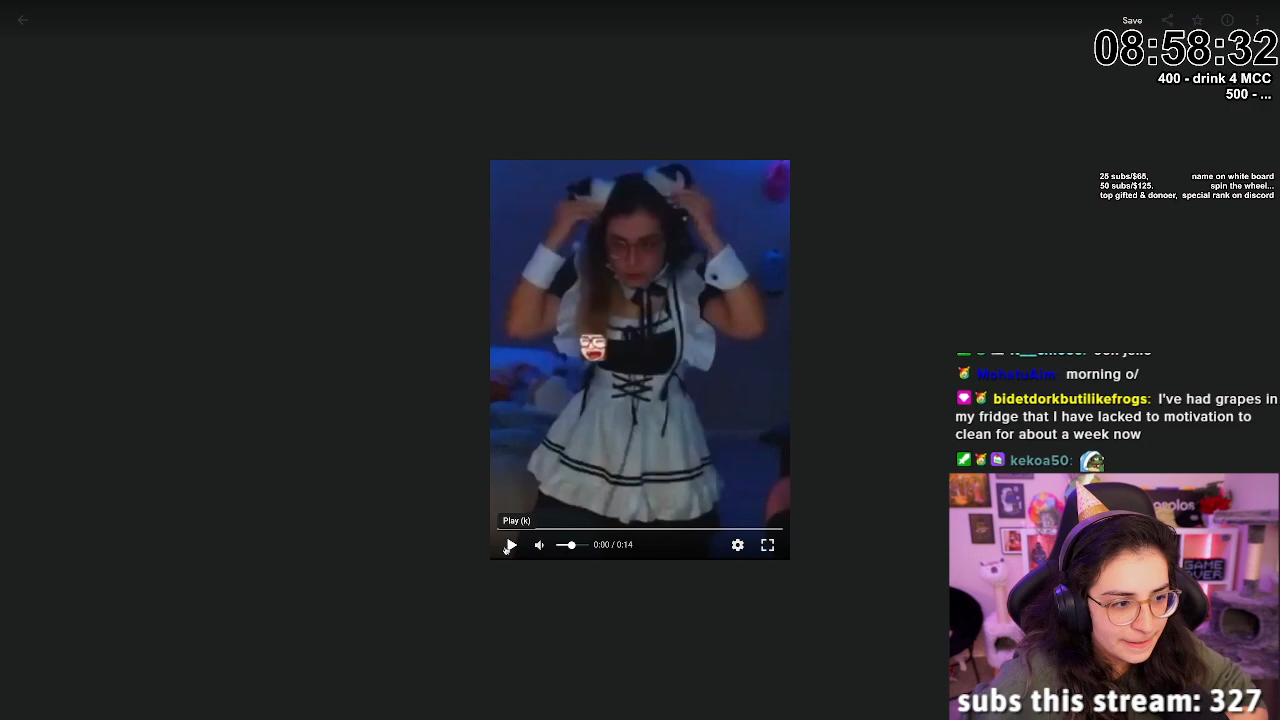 Save
08:58:32
400 - drink 4 MCC
500 - ...
25 subs/$65, name on white board
50 subs/$125. spin the wheel...
top gifted & donoer, special rank on discord
MohatuAim morning o/
bidetdorkbutilikefrogs: I've had grapes in
my fridge that I have lacked to motivation to
clean for about a week now
kekoa50:
Play (k)
0:00 / 0:14
GAME
OVER
subs this stream: 327